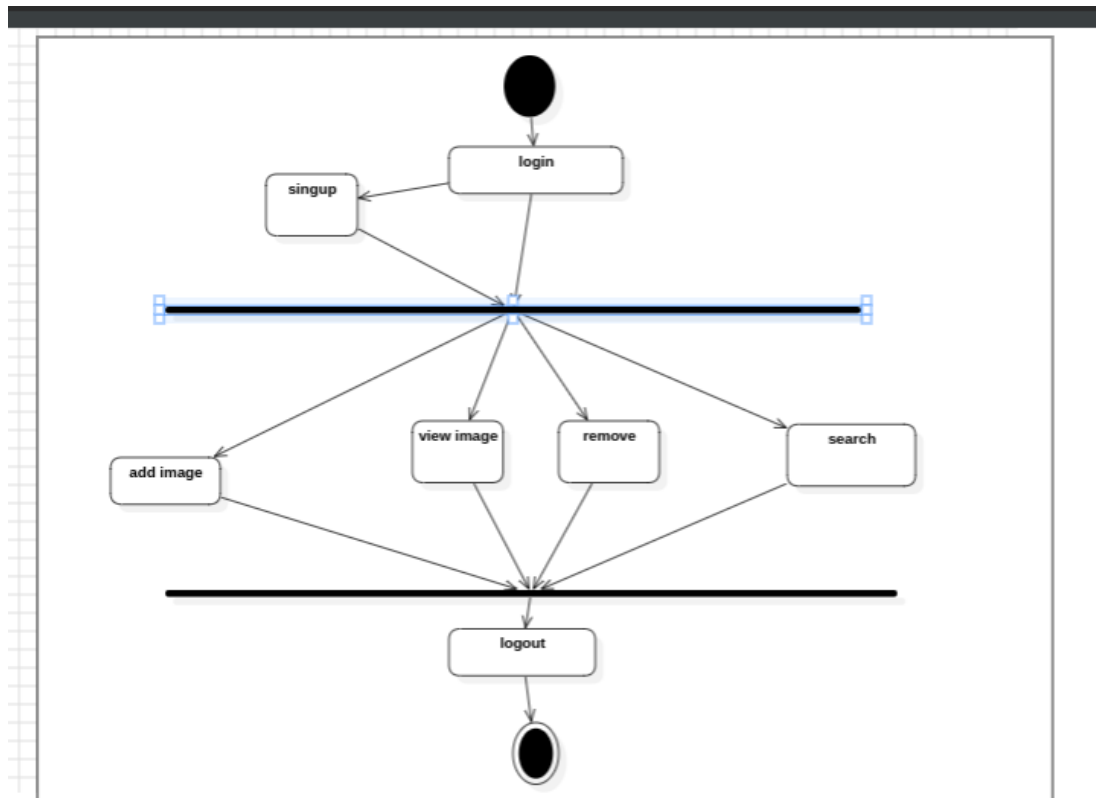 login
singup
view image
remove
search
add image
logout